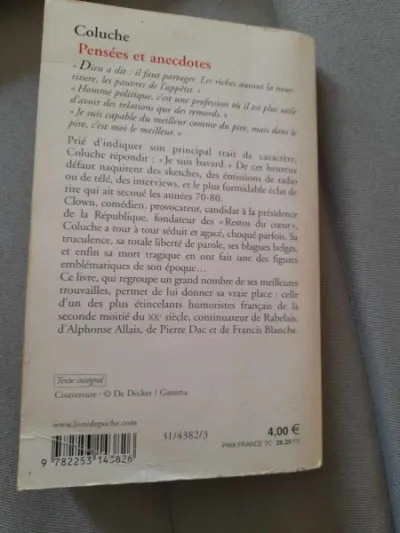 Coluche
Pensées et anecdotes
« Dieu a dit : il faut partager. Les riches auront la nour-
riture, les pauvres de l'appétit. »
« Homme politique, c'est une profession où il est plus utile
d'avoir des relations que des remords. »
« Je suis capable du meilleur comme du pire, mais dans le
pire, c'est moi le meilleur. »
Prié d'indiquer son principal trait de caractère,
Coluche répondit : « Je suis bavard. » De cet heureux
défaut naquirent des sketches, des émissions de radio
ou de télé, des interviews, et le plus formidable éclat de
rire qui ait secoué les années 70-80.
Clown, comédien, provocateur, candidat à la présidence
de la République, fondateur des « Restos du cœur »,
Coluche a tour à tour séduit et agacé, choqué parfois. Sa
truculence, sa totale liberté de parole, ses blagues belges,
et enfin sa mort tragique en ont fait une des figures
emblématiques de son époque...
Ce livre, qui regroupe un grand nombre de ses meilleures
trouvailles, permet de lui donner sa vraie place : celle
d'un des plus étincelants humoristes français de la
seconde moitié du XXe siècle, continuateur de Rabelais,
d'Alphonse Allais, de Pierre Dac et de Francis Blanche.
Texte intégral
Couverture : © De Decker / Gamma
www.livredepoche.com
31/4382/3
4,00 €
PRIX FRANCE TC 26,25 FF
9 782253 143826